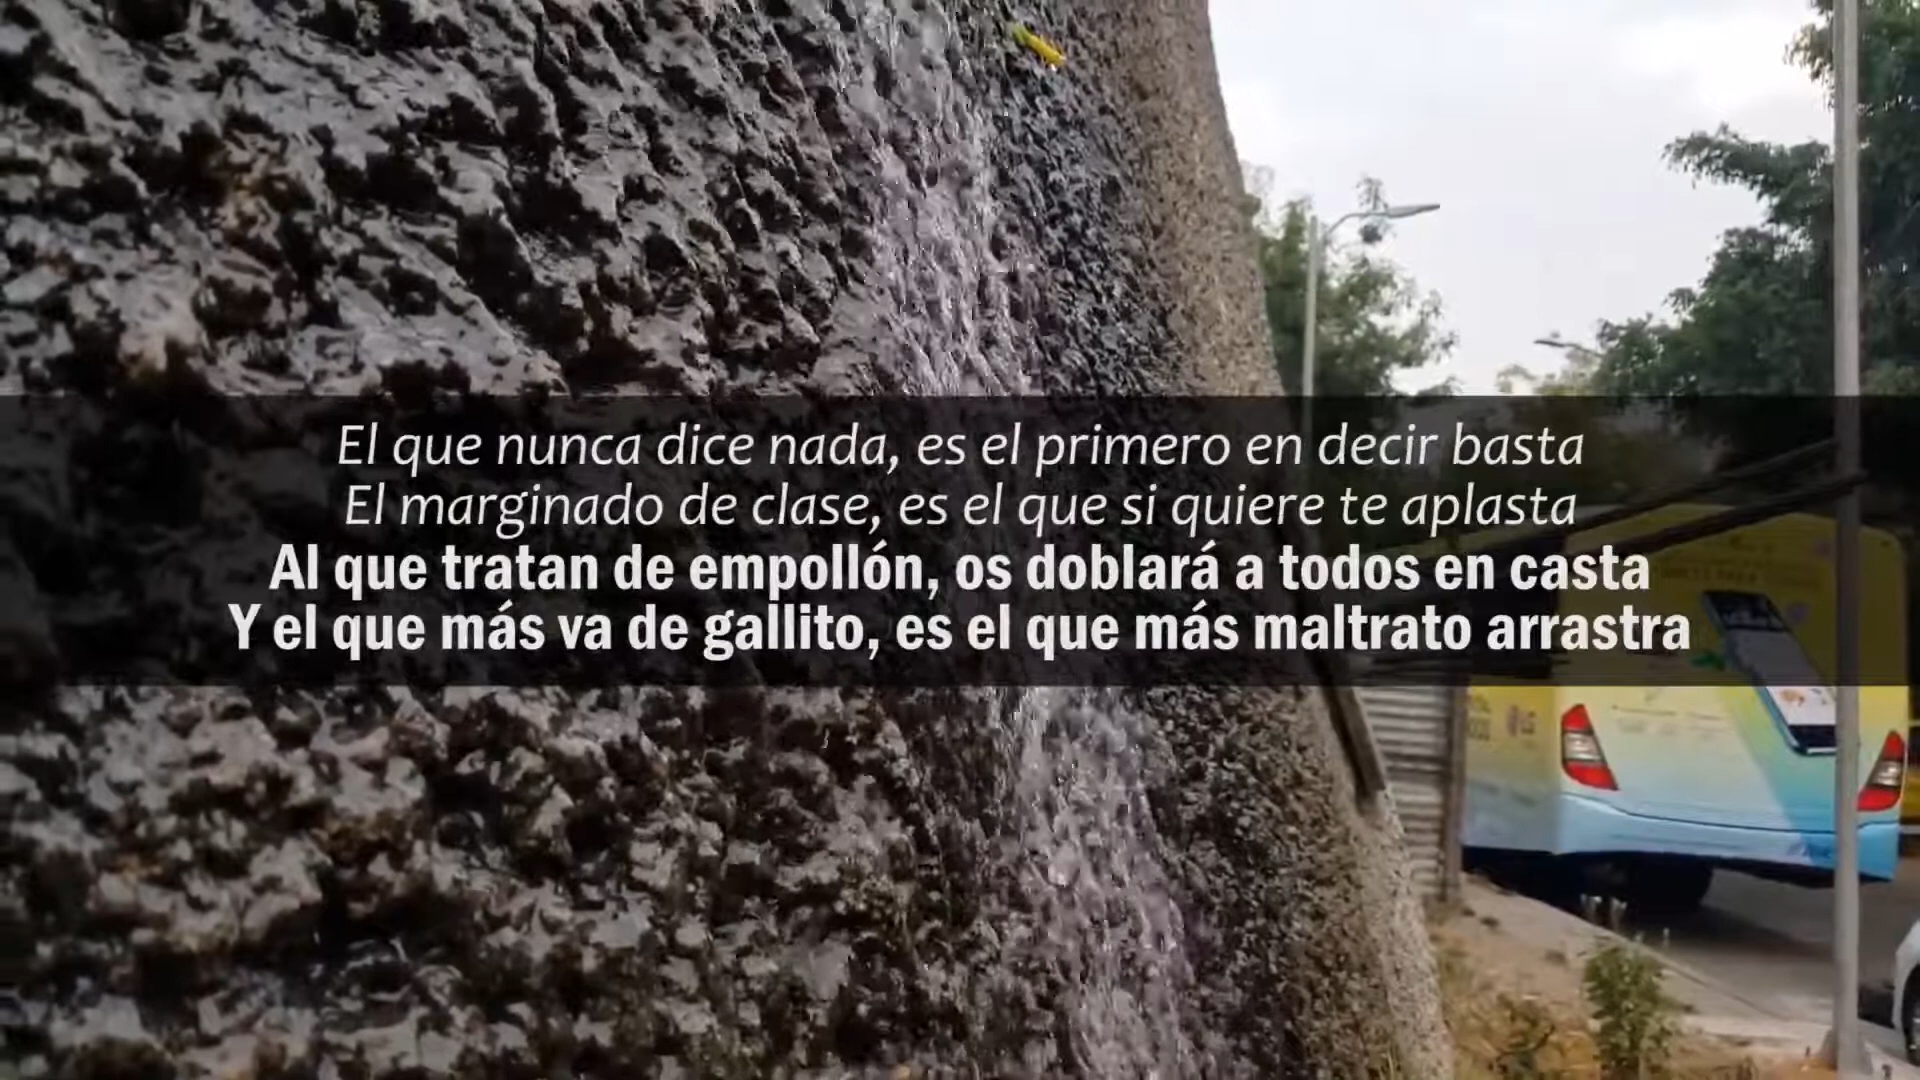 El que nunca dice nada, es el primero en decir basta
El marginado de clase, es el que si quiere te aplasta
Al que tratan de empollón, os doblará a todos en casta
Y el que más va de gallito, es el que más maltrato arrastra